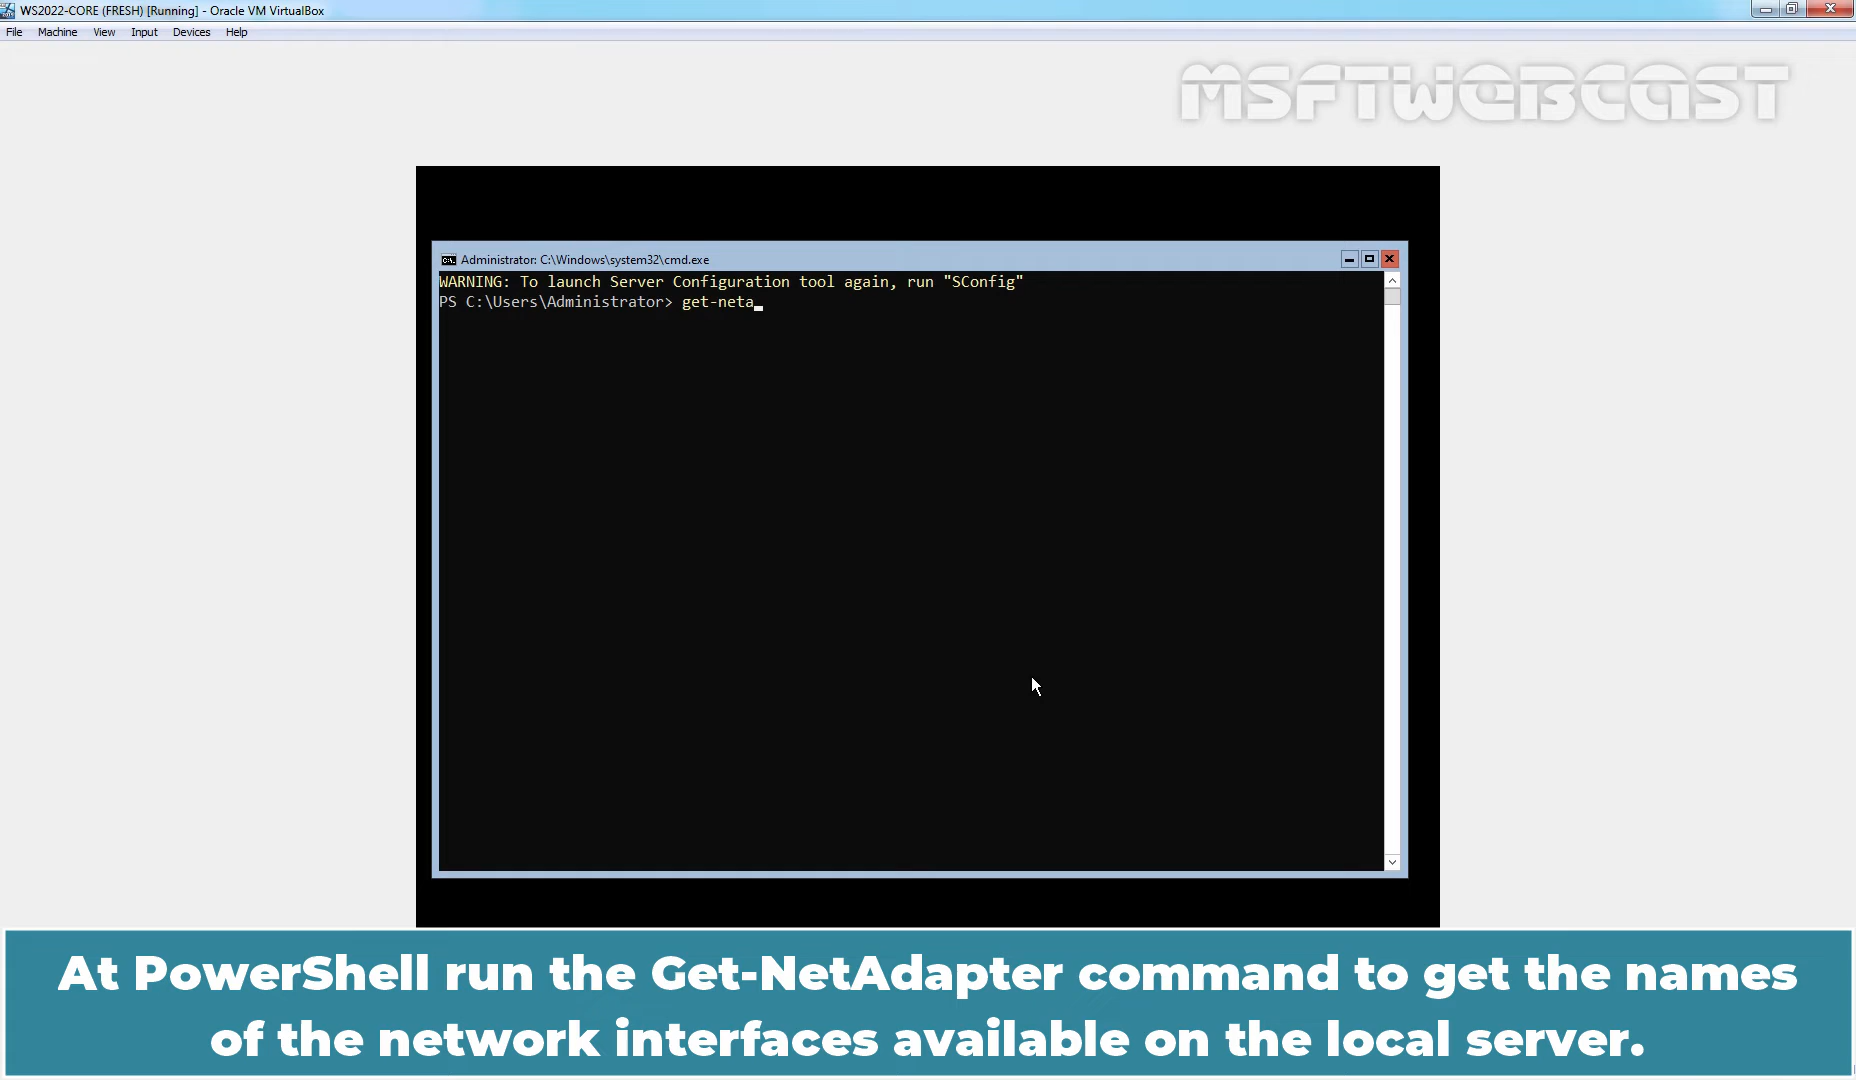 WS2022-CORE (FRESH) [Running] - Oracle VM VirtualBox
File Machine View Input Devices Help
MSFTWEBCAST
Administrator: C:\Windows\system32\cmd.exe
WARNING: To launch Server Configuration tool again, run "SConfig"
PS C:\Users\Administrator> get-neta_
At PowerShell run the Get-NetAdapter command to get the names
of the network interfaces available on the local server.